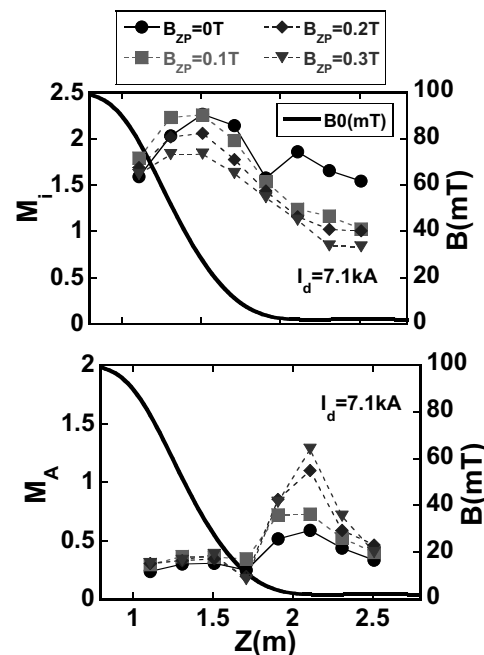 B_ZP=0T B_ZP=0.2T
B_ZP=0.1T B_ZP=0.3T
2.5 100
B0(mT)
2 80
1.5 60
M_i B(mT)
1 40
I_d=7.1kA
0.5 20
0 0
2 100
I_d=7.1kA
80
1.5
60
M_A 1 B(mT)
40
0.5 20
0 0
1 1.5 2 2.5
Z(m)